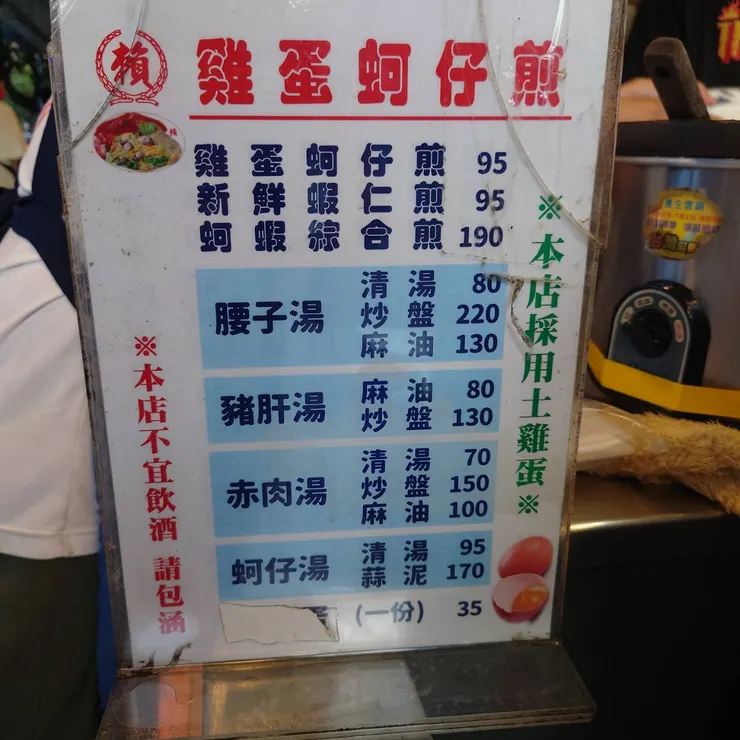 賴 雞蛋蚵仔煎
雞蛋蚵仔煎 95
新鮮蝦仁煎 95
蚵蝦綜合煎 190
腰子湯
清湯 80
炒盤 220
麻油 130
豬肝湯
麻油 80
炒盤 130
赤肉湯
清湯 70
炒盤 150
麻油 100
蚵仔湯
清湯 95
蒜泥 170
(一份) 35
※本店採用土雞蛋※
※本店不宜飲酒 請包涵